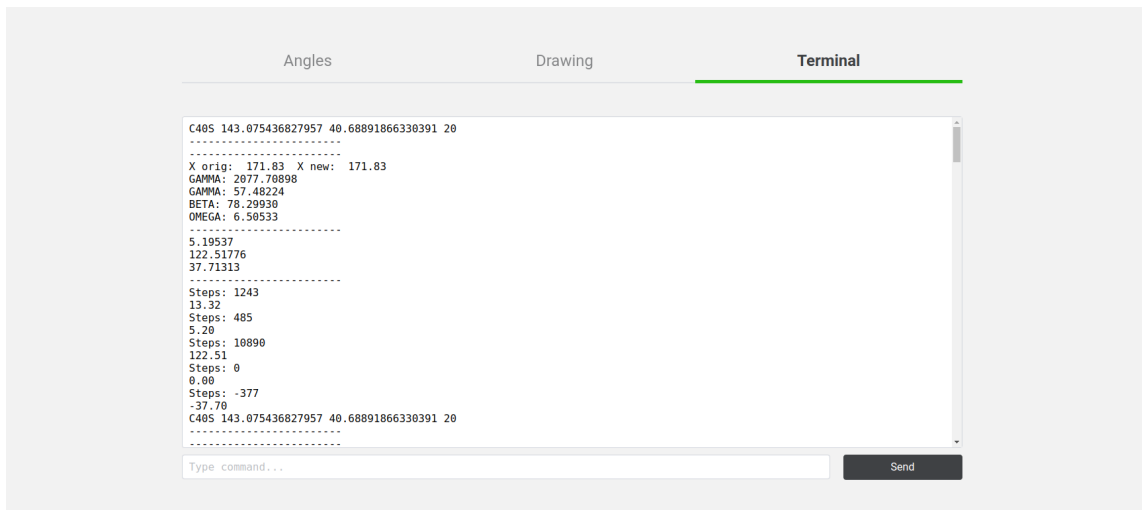 Angles
Drawing
Terminal
C40S 143.075436827957 40.68891866330391 20
------------------------
------------------------
X orig:  171.83  X new:  171.83
GAMMA: 2077.70898
GAMMA: 57.48224
BETA: 78.29930
OMEGA: 6.50533
------------------------
5.19537
122.51776
37.71313
------------------------
Steps: 1243
13.32
Steps: 485
5.20
Steps: 10890
122.51
Steps: 0
0.00
Steps: -377
-37.70
C40S 143.075436827957 40.68891866330391 20
------------------------
------------------------
Type command...
Send